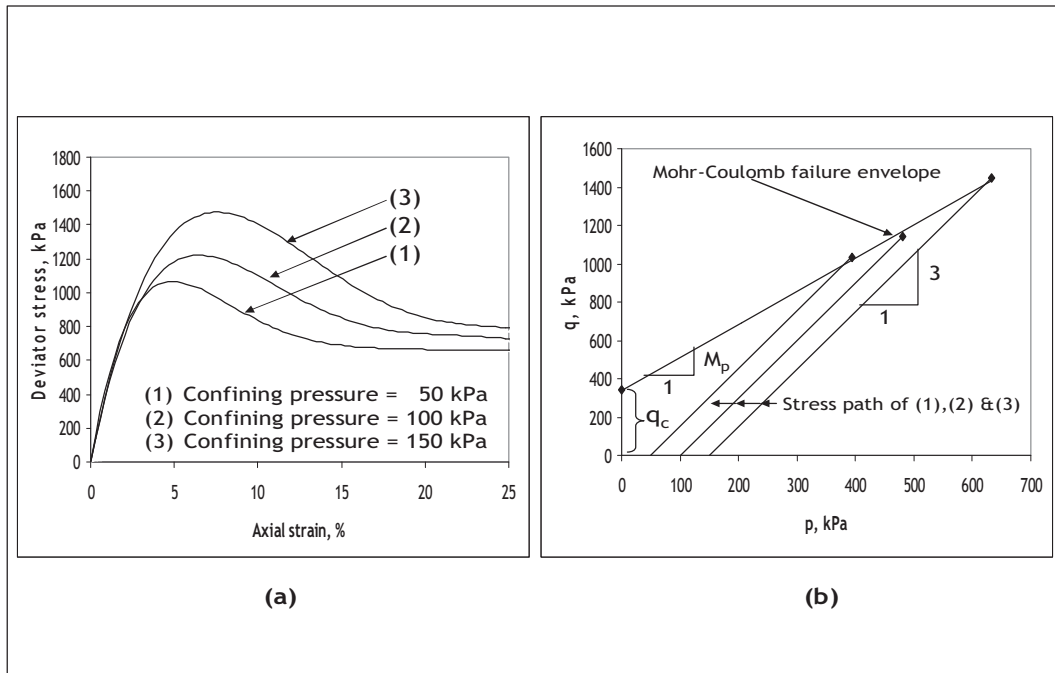 1800
1600
1400
1200
1000
800
600
400
200
0
Deviator stress, kPa
(3)
(2)
(1)
(1) Confining pressure = 50 kPa
(2) Confining pressure = 100 kPa
(3) Confining pressure = 150 kPa
0 5 10 15 20 25
Axial strain, %
(a)
1600
1400
1200
1000
800
600
400
200
0
q, kPa
Mohr-Coulomb failure envelope
3
1
Mp
1
qc
Stress path of (1),(2) &(3)
0 100 200 300 400 500 600 700
p, kPa
(b)